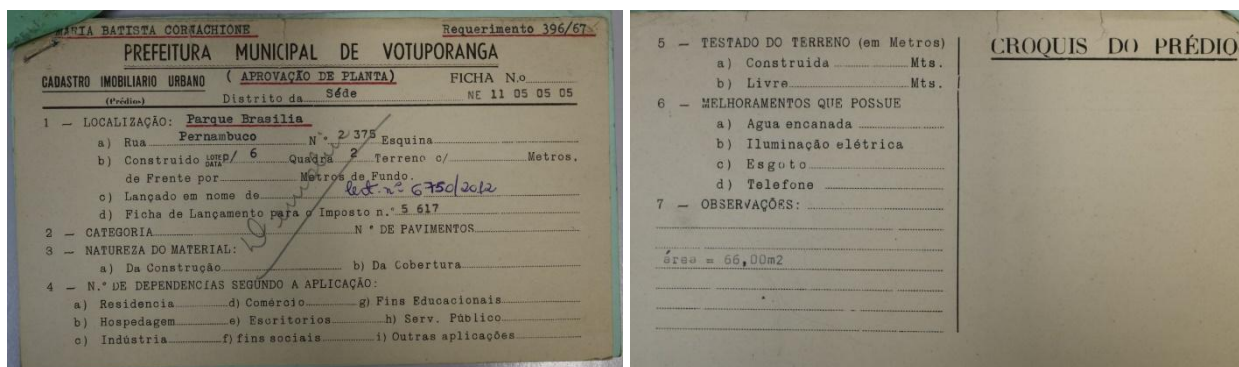 MARIA BATISTA CORNACHIONE Requerimento 396/67
PREFEITURA MUNICIPAL DE VOTUPORANGA
CADASTRO IMOBILIARIO URBANO ( APROVAÇÃO DE PLANTA) FICHA N.o
(Prédios) Distrito da Séde NE 11 05 05 05
1 — LOCALIZAÇÃO: Parque Brasilia
a) Rua Pernambuco N.° 2 375 Esquina
b) Construido LOTE DATA p/ 6 Quadra 2 Terreno c/ Metros.
de Frente por Metros de Fundo.
c) Lançado em nome de Cert. nº 6750/2012
d) Ficha de Lançamento para o Imposto n.° 5 617
2 — CATEGORIA N ° DE PAVIMENTOS
3 — NATUREZA DO MATERIAL:
a) Da Construção b) Da Cobertura
4 — N.° DE DEPENDENCIAS SEGUNDO A APLICAÇÃO:
a) Residencia d) Comércio g) Fins Educacionais
b) Hospedagem e) Escritorios h) Serv. Público
c) Indústria f) fins sociais i) Outras aplicações
5 — TESTADO DO TERRENO (em Metros)
a) Construida Mts.
b) Livre Mts.
6 — MELHORAMENTOS QUE POSSUE
a) Agua encanada
b) Iluminação elétrica
c) Esgoto
d) Telefone
7 — OBSERVAÇÕES:
área = 66,00m2
CROQUIS DO PRÉDIO